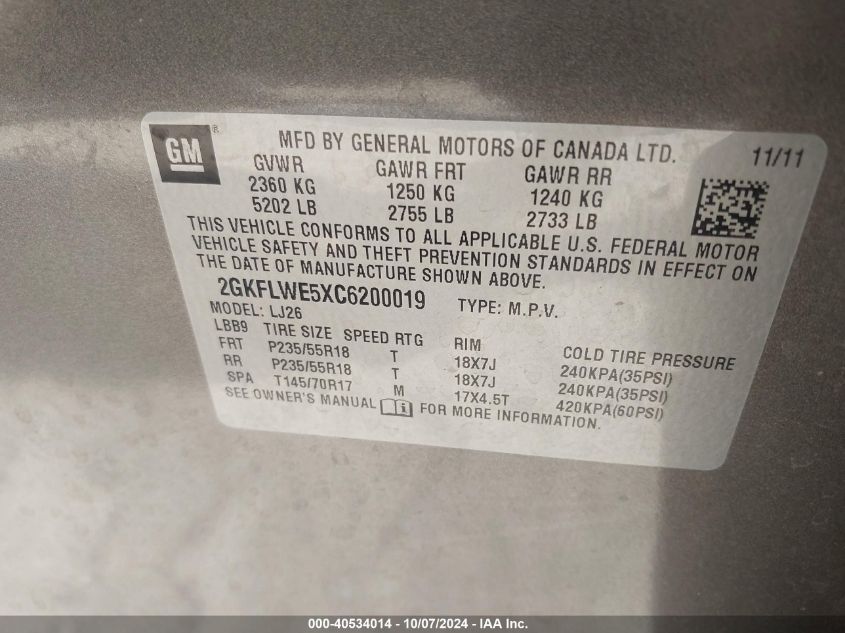 GM®
MFD BY GENERAL MOTORS OF CANADA LTD. 11/11
GVWR GAWR FRT GAWR RR
2360 KG 1250 KG 1240 KG
5202 LB 2755 LB 2733 LB
THIS VEHICLE CONFORMS TO ALL APPLICABLE U.S. FEDERAL MOTOR
VEHICLE SAFETY AND THEFT PREVENTION STANDARDS IN EFFECT ON
THE DATE OF MANUFACTURE SHOWN ABOVE.
2GKFLWE5XC6200019 TYPE: M.P.V.
MODEL: LJ26
LBB9 TIRE SIZE SPEED RTG RIM COLD TIRE PRESSURE
FRT P235/55R18 T 18X7J 240KPA(35PSI)
RR P235/55R18 T 18X7J 240KPA(35PSI)
SPA T145/70R17 M 17X4.5T 420KPA(60PSI)
SEE OWNER'S MANUAL FOR MORE INFORMATION.
000-40534014 - 10/07/2024 - IAA Inc.